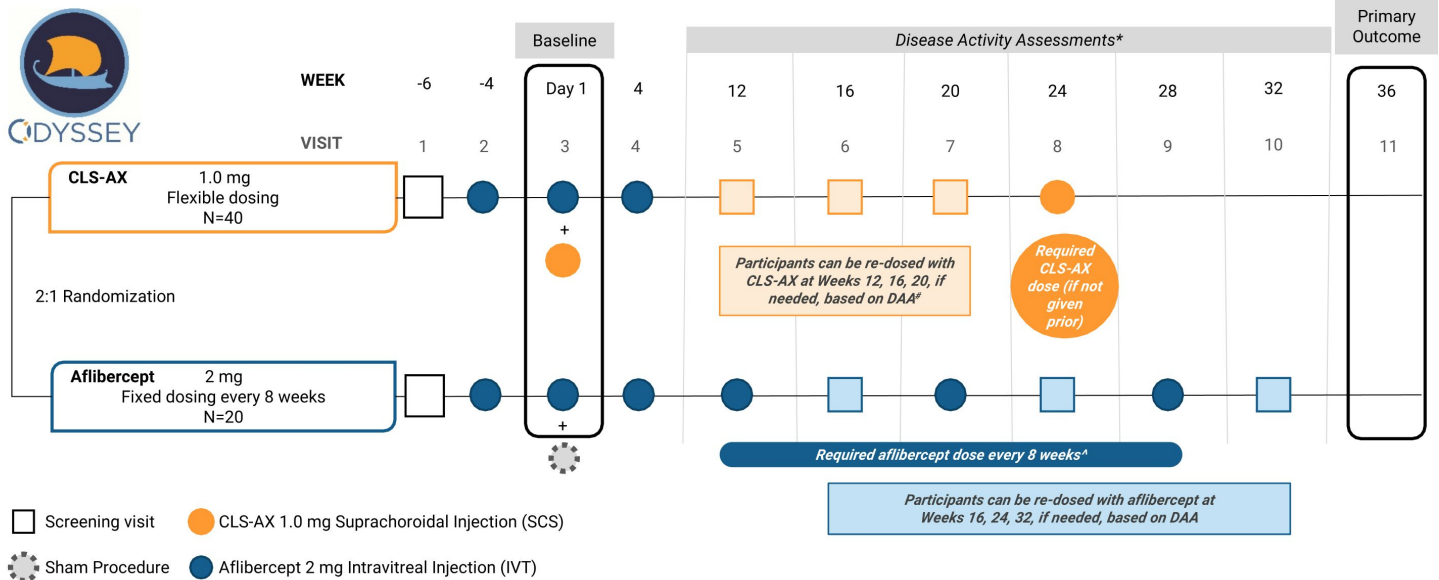 Primary
Outcome
Baseline
Disease Activity Assessments*
WEEK -6 -4 Day 1 4 12 16 20 24 28 32 36
ODYSSEY
VISIT 1 2 3 4 5 6 7 8 9 10 11
CLS-AX 1.0 mg
Flexible dosing
N=40
+
Participants can be re-dosed with
CLS-AX at Weeks 12, 16, 20, if
needed, based on DAA#
Required
CLS-AX
dose (if not
given
prior)
2:1 Randomization
Aflibercept 2 mg
Fixed dosing every 8 weeks
N=20
+
Required aflibercept dose every 8 weeks^
Participants can be re-dosed with aflibercept at
Weeks 16, 24, 32, if needed, based on DAA
Screening visit
CLS-AX 1.0 mg Suprachoroidal Injection (SCS)
Sham Procedure
Aflibercept 2 mg Intravitreal Injection (IVT)